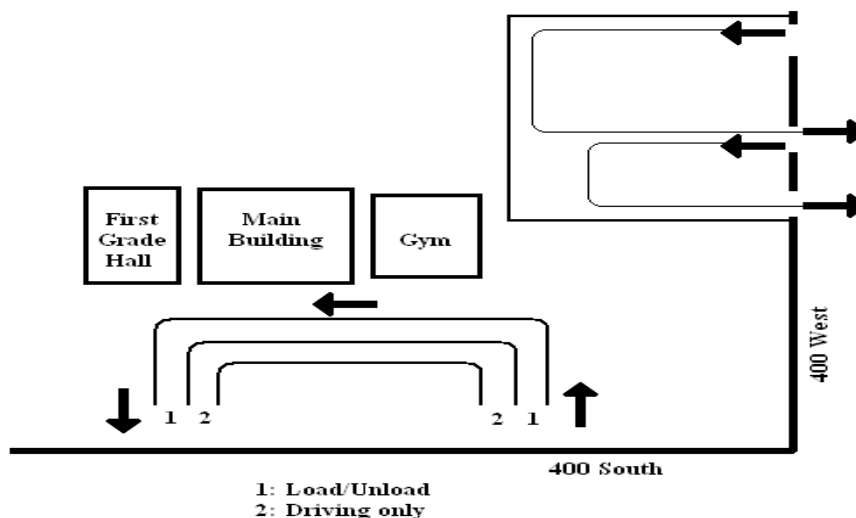 First
Grade
Hall
Main
Building
Gym
400 West
1 2
2 1
400 South
1: Load/Unload
2: Driving only